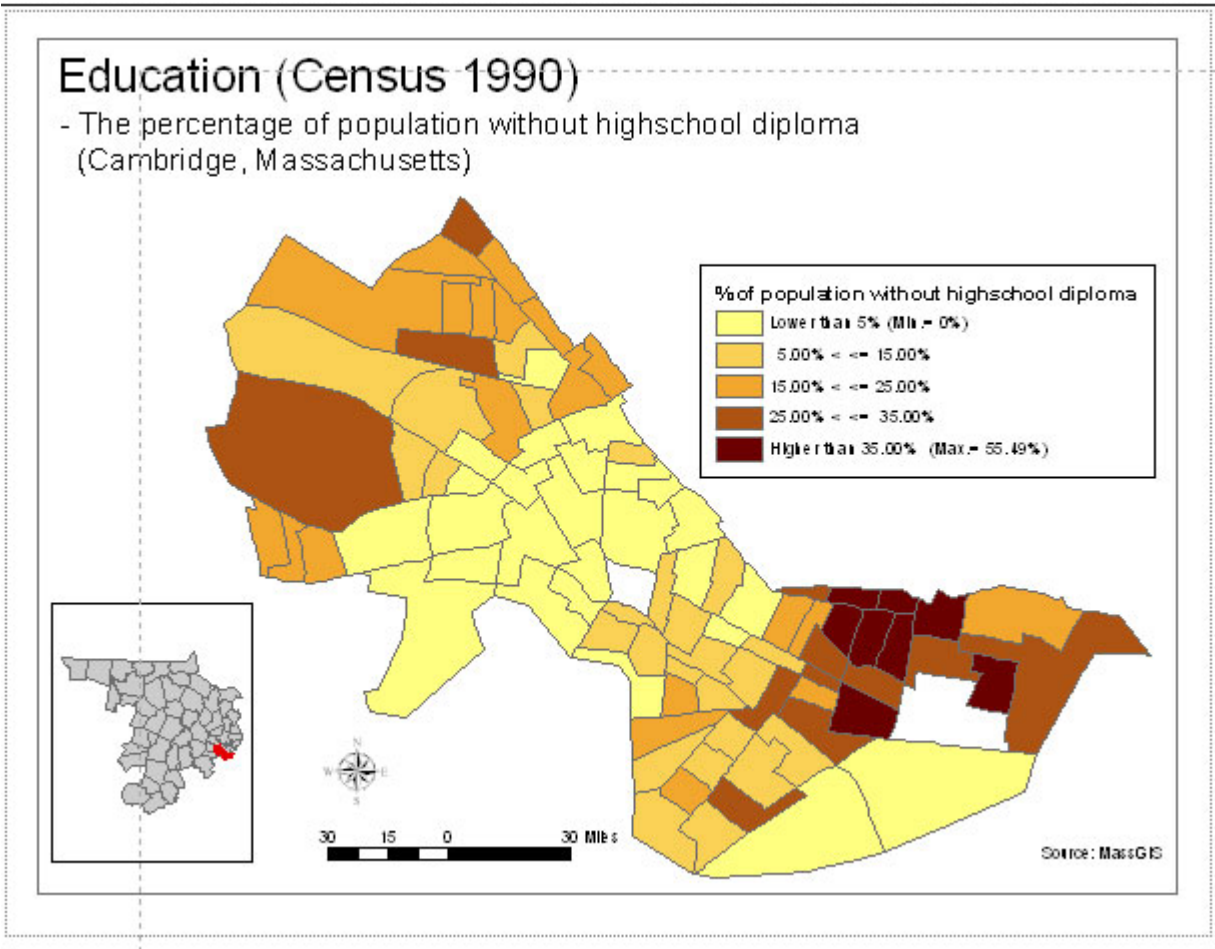 Education (Census 1990)
- The percentage of population without highschool diploma
(Cambridge, Massachusetts)
% of population without highschool diploma
Lower than 5% (Min.= 0%)
5.00% < <= 15.00%
15.00% < <= 25.00%
25.00% < <= 35.00%
Higher than 35.00% (Max.= 55.49%)
N
W E
S
30 15 0 30 Miles
Source: MassGIS